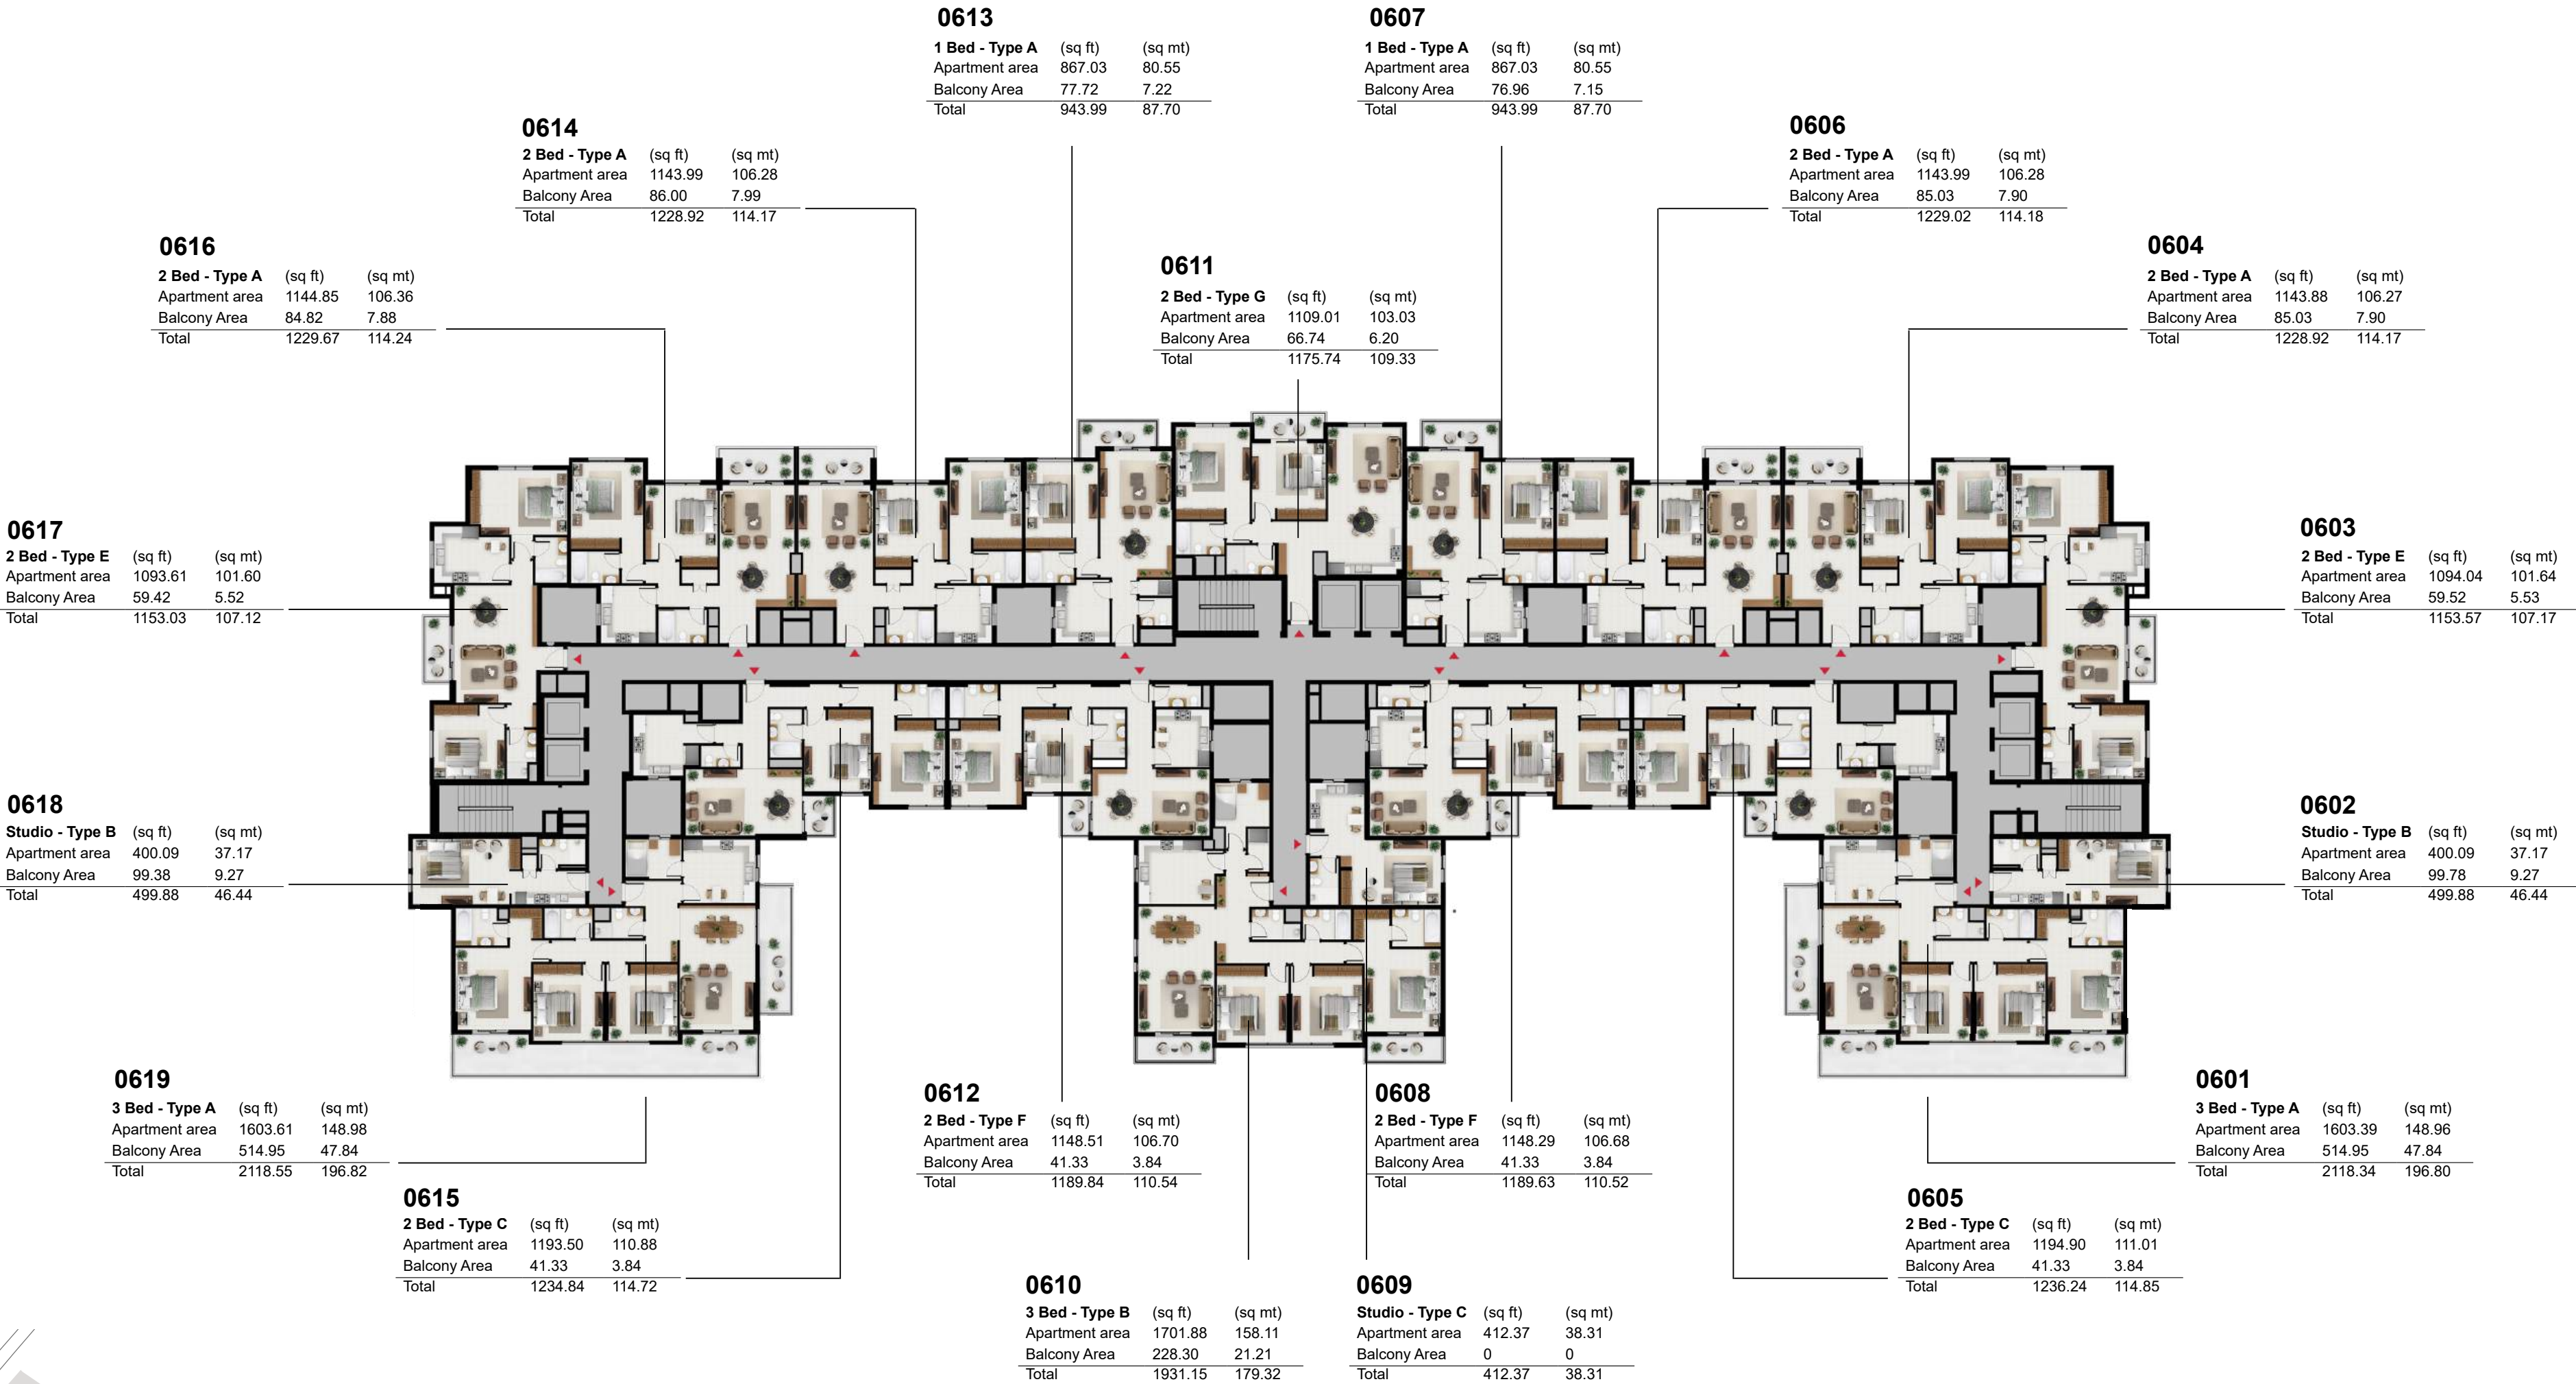 0613
1 Bed - Type A (sq ft) (sq mt)
Apartment area 867.03 80.55
Balcony Area 77.72 7.22
Total 943.99 87.70
0607
1 Bed - Type A (sq ft) (sq mt)
Apartment area 867.03 80.55
Balcony Area 76.96 7.15
Total 943.99 87.70
0614
2 Bed - Type A (sq ft) (sq mt)
Apartment area 1143.99 106.28
Balcony Area 86.00 7.99
Total 1228.92 114.17
0606
2 Bed - Type A (sq ft) (sq mt)
Apartment area 1143.99 106.28
Balcony Area 85.03 7.90
Total 1229.02 114.18
0616
2 Bed - Type A (sq ft) (sq mt)
Apartment area 1144.85 106.36
Balcony Area 84.82 7.88
Total 1229.67 114.24
0611
2 Bed - Type G (sq ft) (sq mt)
Apartment area 1109.01 103.03
Balcony Area 66.74 6.20
Total 1175.74 109.33
0604
2 Bed - Type A (sq ft) (sq mt)
Apartment area 1143.88 106.27
Balcony Area 85.03 7.90
Total 1228.92 114.17
0617
2 Bed - Type E (sq ft) (sq mt)
Apartment area 1093.61 101.60
Balcony Area 59.42 5.52
Total 1153.03 107.12
0603
2 Bed - Type E (sq ft) (sq mt)
Apartment area 1094.04 101.64
Balcony Area 59.52 5.53
Total 1153.57 107.17
0618
Studio - Type B (sq ft) (sq mt)
Apartment area 400.09 37.17
Balcony Area 99.38 9.27
Total 499.88 46.44
0602
Studio - Type B (sq ft) (sq mt)
Apartment area 400.09 37.17
Balcony Area 99.78 9.27
Total 499.88 46.44
0619
3 Bed - Type A (sq ft) (sq mt)
Apartment area 1603.61 148.98
Balcony Area 514.95 47.84
Total 2118.55 196.82
0612
2 Bed - Type F (sq ft) (sq mt)
Apartment area 1148.51 106.70
Balcony Area 41.33 3.84
Total 1189.84 110.54
0608
2 Bed - Type F (sq ft) (sq mt)
Apartment area 1148.29 106.68
Balcony Area 41.33 3.84
Total 1189.63 110.52
0601
3 Bed - Type A (sq ft) (sq mt)
Apartment area 1603.39 148.96
Balcony Area 514.95 47.84
Total 2118.34 196.80
0615
2 Bed - Type C (sq ft) (sq mt)
Apartment area 1193.50 110.88
Balcony Area 41.33 3.84
Total 1234.84 114.72
0605
2 Bed - Type C (sq ft) (sq mt)
Apartment area 1194.90 111.01
Balcony Area 41.33 3.84
Total 1236.24 114.85
0610
3 Bed - Type B (sq ft) (sq mt)
Apartment area 1701.88 158.11
Balcony Area 228.30 21.21
Total 1931.15 179.32
0609
Studio - Type C (sq ft) (sq mt)
Apartment area 412.37 38.31
Balcony Area 0 0
Total 412.37 38.31